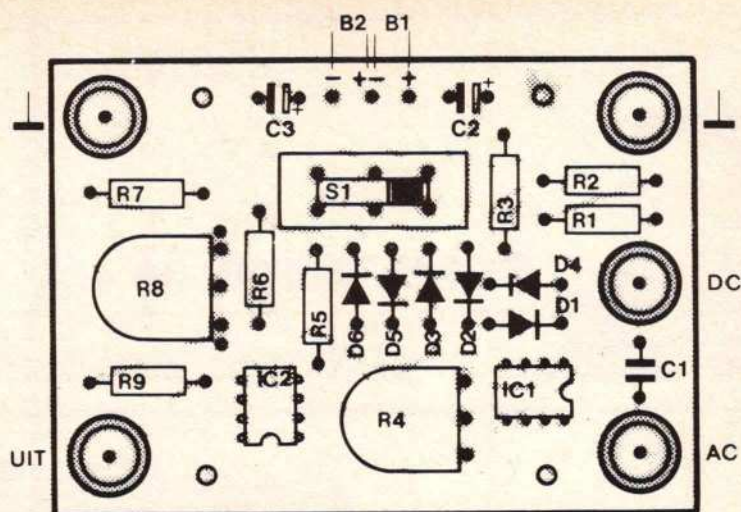 B2 B1
- + - +
C3 + C2 +
S1
R7 R3 R2
R1
R8 R6 R5 D4
DC
D1
D6 D5 D3 D2
R9 IC2 R4 IC1 C1
UIT AC